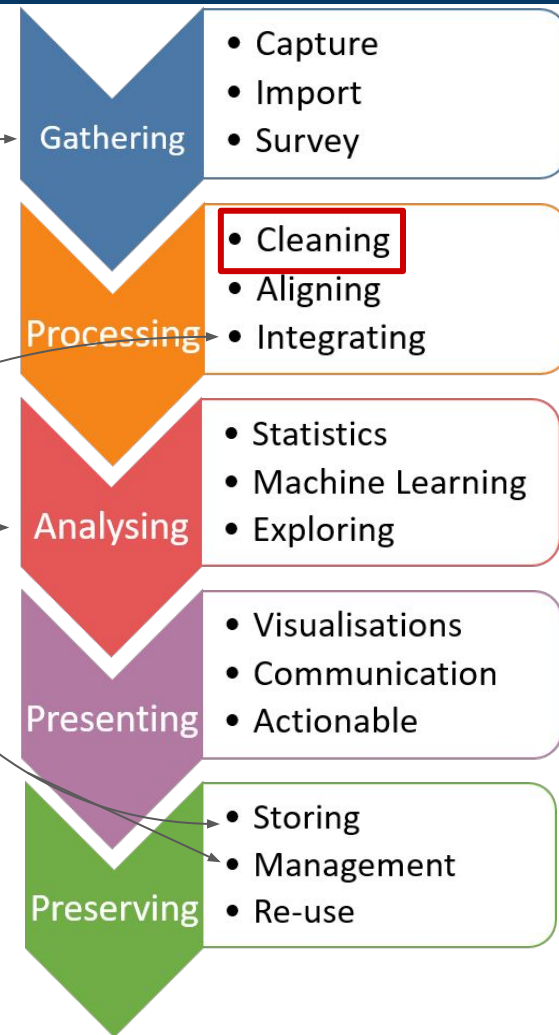 Gathering
• Capture
• Import
• Survey
Processing
• Cleaning
• Aligning
• Integrating
Analysing
• Statistics
• Machine Learning
• Exploring
Presenting
• Visualisations
• Communication
• Actionable
Preserving
• Storing
• Management
• Re-use